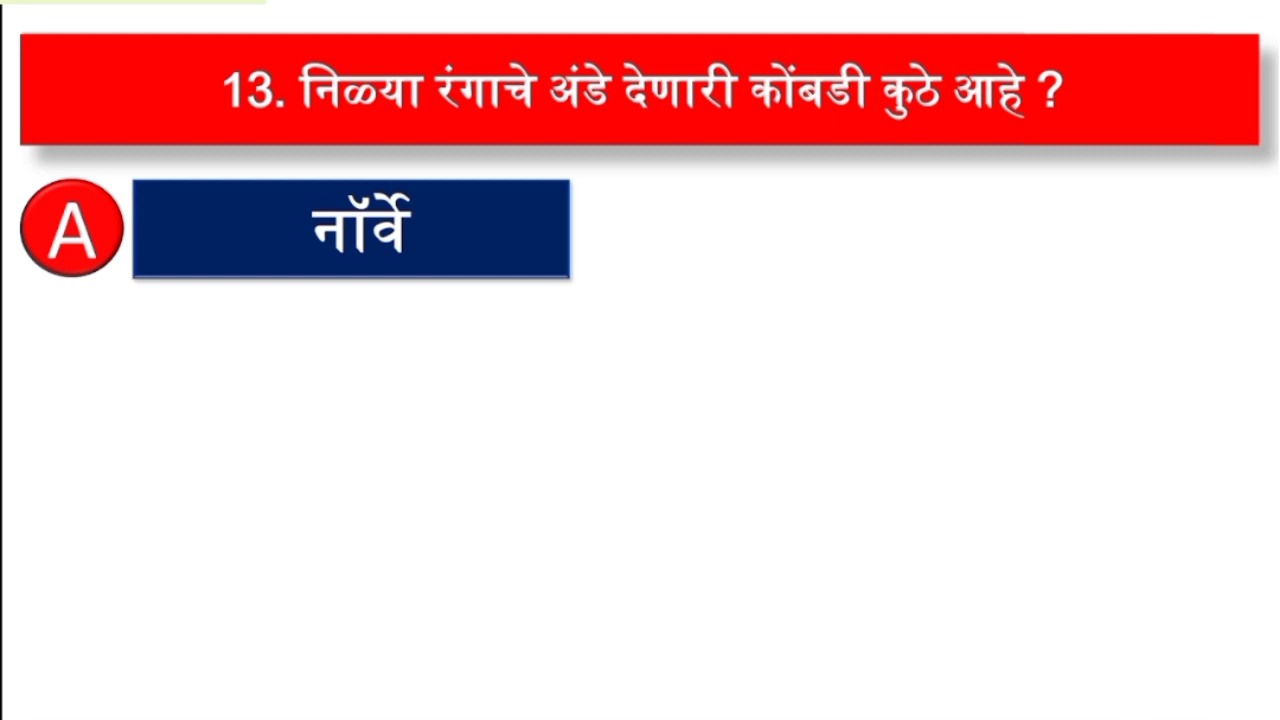 13. निळ्या रंगाचे अंडे देणारी कोंबडी कुठे आहे ?
A नॉर्वे